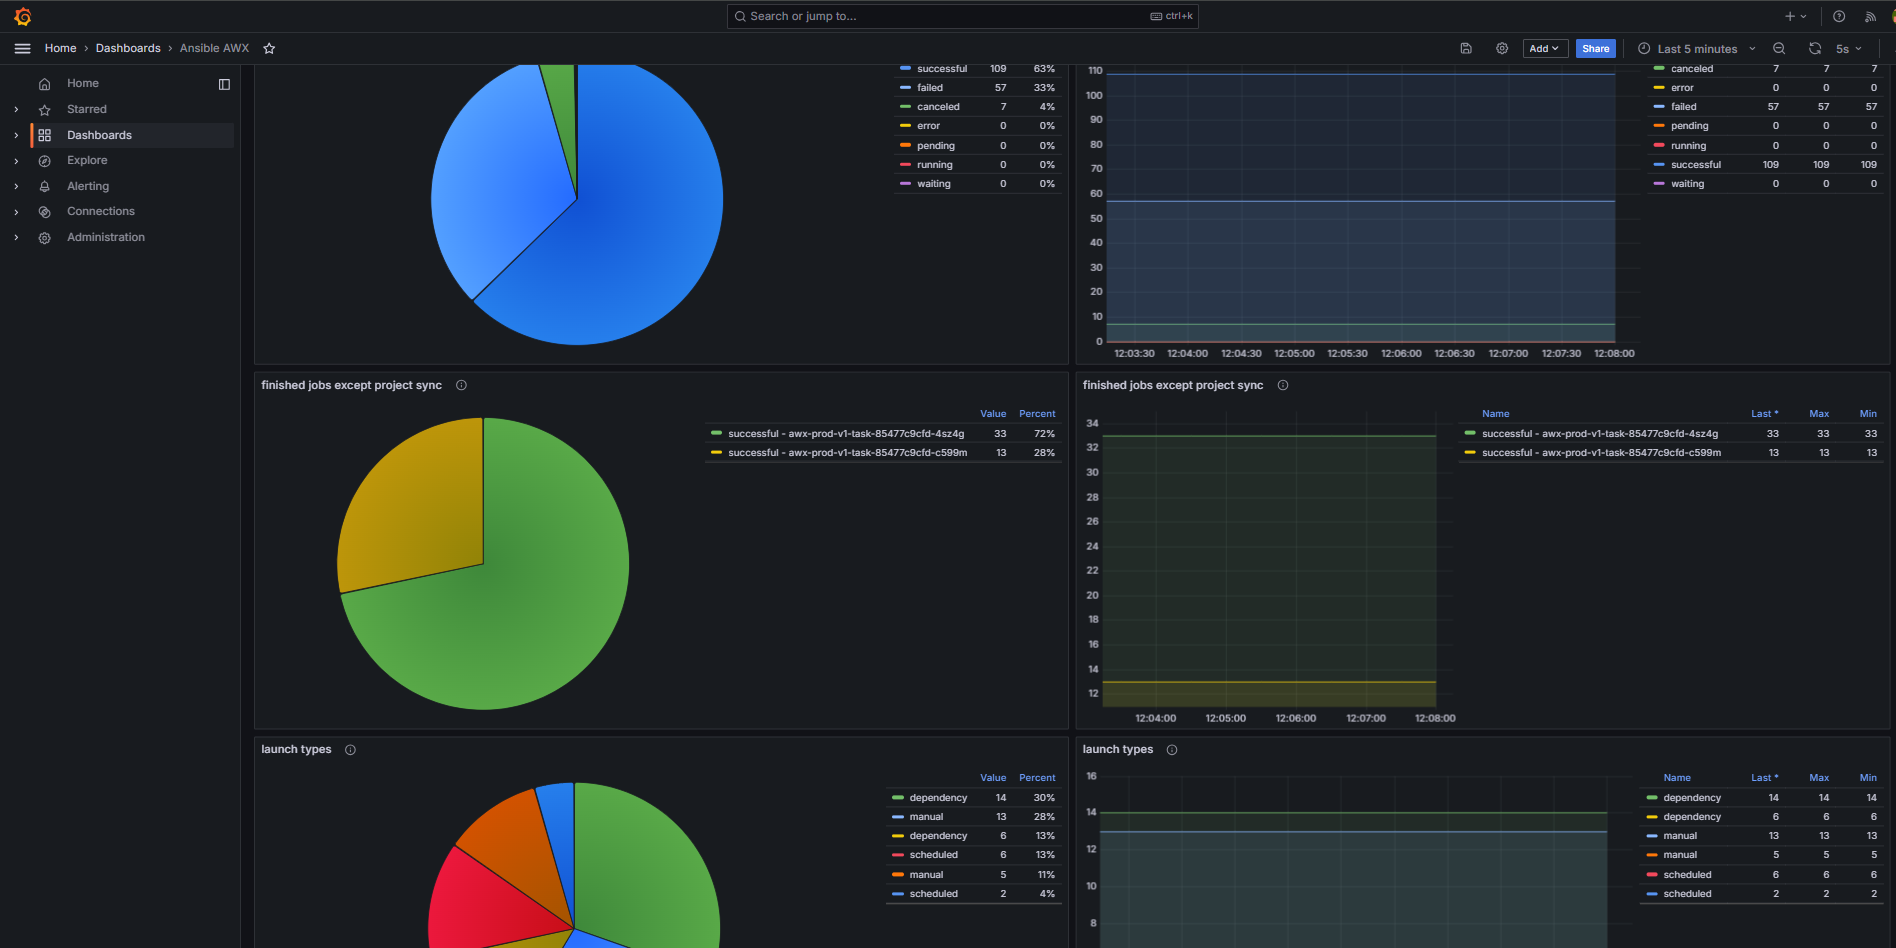 Search or jump to...
ctrl+k
Home › Dashboards › Ansible AWX
Add
Share
Last 5 minutes
5s
Home
Starred
Dashboards
Explore
Alerting
Connections
Administration
successful 109 63%
failed 57 33%
canceled 7 4%
error 0 0%
pending 0 0%
running 0 0%
waiting 0 0%
110
100
90
80
70
60
50
40
30
20
10
0
12:03:30 12:04:00 12:04:30 12:05:00 12:05:30 12:06:00 12:06:30 12:07:00 12:07:30 12:08:00
canceled 7 7 7
error 0 0 0
failed 57 57 57
pending 0 0 0
running 0 0 0
successful 109 109 109
waiting 0 0 0
finished jobs except project sync
Value Percent
successful - awx-prod-v1-task-85477c9cfd-4sz4g 33 72%
successful - awx-prod-v1-task-85477c9cfd-c599m 13 28%
finished jobs except project sync
34
32
30
28
26
24
22
20
18
16
14
12
12:04:00 12:05:00 12:06:00 12:07:00 12:08:00
Name Last * Max Min
successful - awx-prod-v1-task-85477c9cfd-4sz4g 33 33 33
successful - awx-prod-v1-task-85477c9cfd-c599m 13 13 13
launch types
Value Percent
dependency 14 30%
manual 13 28%
dependency 6 13%
scheduled 6 13%
manual 5 11%
scheduled 2 4%
launch types
16
14
12
10
8
Name Last * Max Min
dependency 14 14 14
dependency 6 6 6
manual 13 13 13
manual 5 5 5
scheduled 6 6 6
scheduled 2 2 2